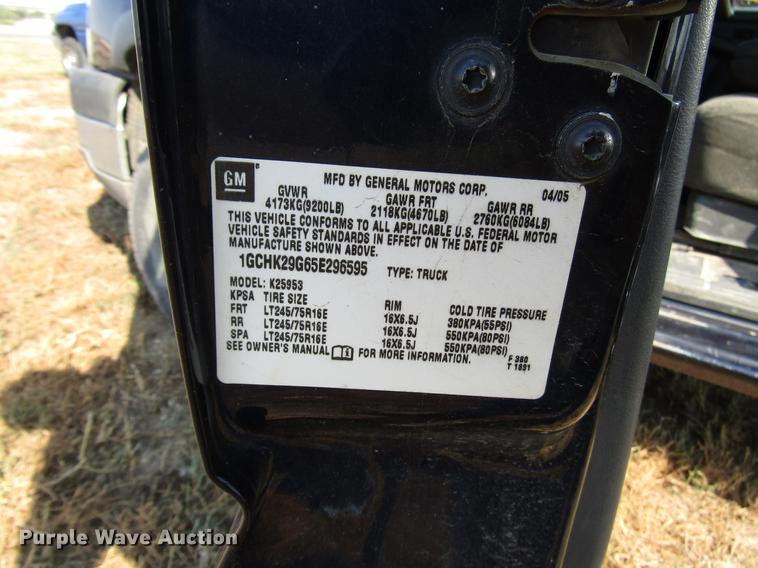 GM
MFD BY GENERAL MOTORS CORP. 04/05
GVWR GAWR FRT GAWR RR
4173KG(9200LB) 2118KG(4670LB) 2760KG(6084LB)
THIS VEHICLE CONFORMS TO ALL APPLICABLE U.S. FEDERAL MOTOR
VEHICLE SAFETY STANDARDS IN EFFECT ON THE DATE OF
MANUFACTURE SHOWN ABOVE.
1GCHK29G65E296595 TYPE: TRUCK
MODEL: K25953
KPSA TIRE SIZE RIM COLD TIRE PRESSURE
FRT LT245/75R16E 16X6.5J 380KPA(55PSI)
RR LT245/75R16E 16X6.5J 550KPA(80PSI)
SPA LT245/75R16E 16X6.5J 550KPA(80PSI)
SEE OWNER'S MANUAL FOR MORE INFORMATION.
F 380
T 1831
Purple Wave Auction